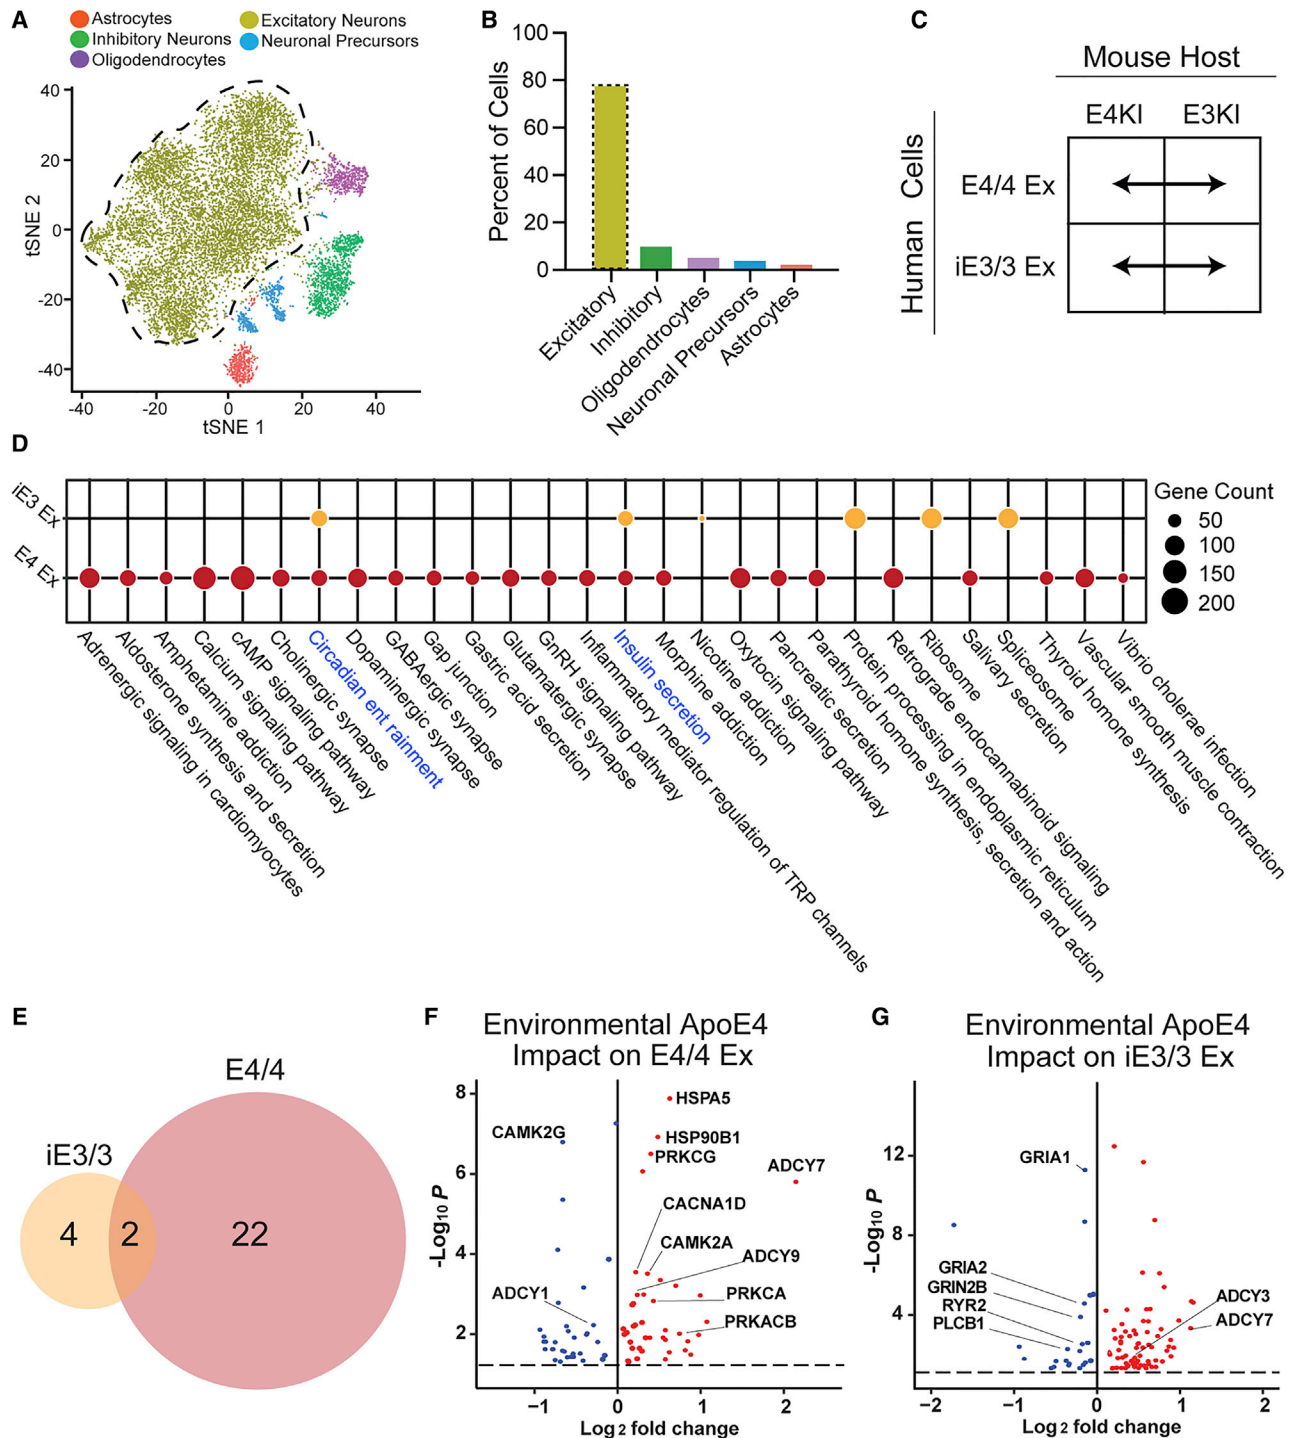 A
Astrocytes
Excitatory Neurons
Inhibitory Neurons
Neuronal Precursors
Oligodendrocytes
40
20
0
-20
-40
tSNE 2
-40
-20
0
20
40
tSNE 1
B
100
80
60
40
20
0
Percent of Cells
Excitatory
Inhibitory
Oligodendrocytes
Neuronal Precursors
Astrocytes
C
Mouse Host
E4KI
E3KI
Human Cells
E4/4 Ex
iE3/3 Ex
D
iE3 Ex
E4 Ex
Gene Count
50
100
150
200
Adrenergic signaling in cardiomyocytes
Aldosterone synthesis and secretion
Amphetamine addiction
Calcium signaling pathway
cAMP signaling pathway
Cholinergic synapse
Circadian ent rainment
Dopaminergic synapse
GABAergic synapse
Gap junction
Gastric acid secretion
Glutamatergic synapse
GnRH signaling pathway
Inflammatory mediator regulation of TRP channels
Insulin secretion
Morphine addiction
Nicotine addiction
Oxytocin signaling pathway
Pancreatic secretion
Parathyroid homone synthesis, secretion and action
Protein processing in endoplasmic reticulum
Retrograde endocannabinoid signaling
Ribosome
Salivary secretion
Spliceosome
Thyroid homone synthesis
Vascular smooth muscle contraction
Vibrio cholerae infection
E
E4/4
iE3/3
4
2
22
F
Environmental ApoE4
Impact on E4/4 Ex
8
6
4
2
-Log10 P
HSPA5
CAMK2G
HSP90B1
PRKCG
ADCY7
CACNA1D
CAMK2A
ADCY9
ADCY1
PRKCA
PRKACB
−1
0
1
2
Log2 fold change
G
Environmental ApoE4
Impact on iE3/3 Ex
12
8
4
-Log10 P
GRIA1
GRIA2
GRIN2B
RYR2
PLCB1
ADCY3
ADCY7
−2
−1
0
1
2
Log2 fold change